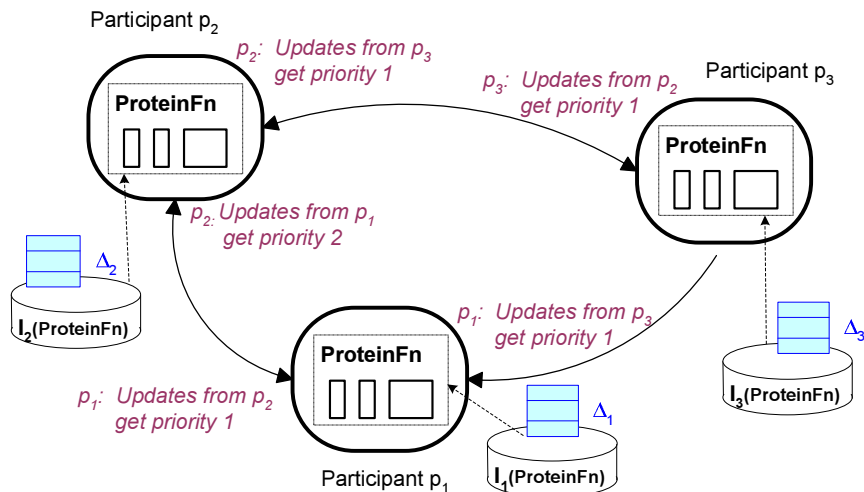 Participant p2
p2: Updates from p3
get priority 1
p3: Updates from p2
get priority 1
Participant p3
ProteinFn
ProteinFn
p2: Updates from p1
get priority 2
Δ2
I2(ProteinFn)
p1: Updates from p3
get priority 1
Δ3
I3(ProteinFn)
ProteinFn
p1: Updates from p2
get priority 1
Δ1
I1(ProteinFn)
Participant p1